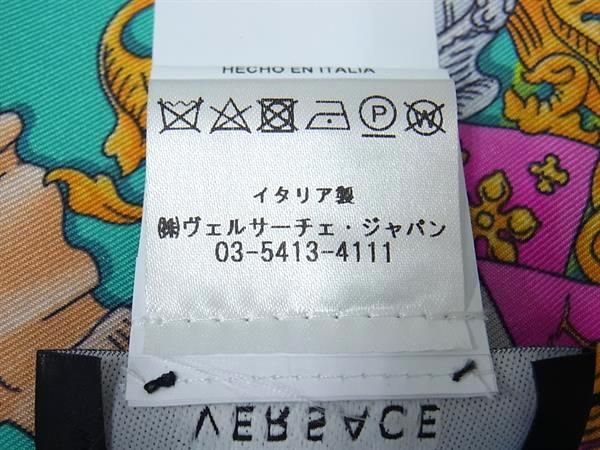 HECHO EN ITALIA
イタリア製
㈱ヴェルサーチェ・ジャパン
03-5413-4111
VERSACE